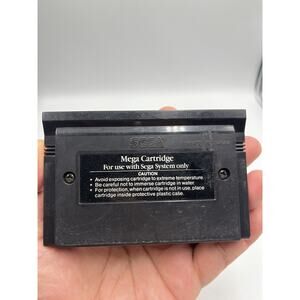 SEGA
Mega Cartridge
For use with Sega System only
CAUTION
• Avoid exposing cartridge to extreme temperature.
• Be careful not to immerse cartridge in water.
• For protection, when cartridge is not in use, place
cartridge inside protective plastic case.